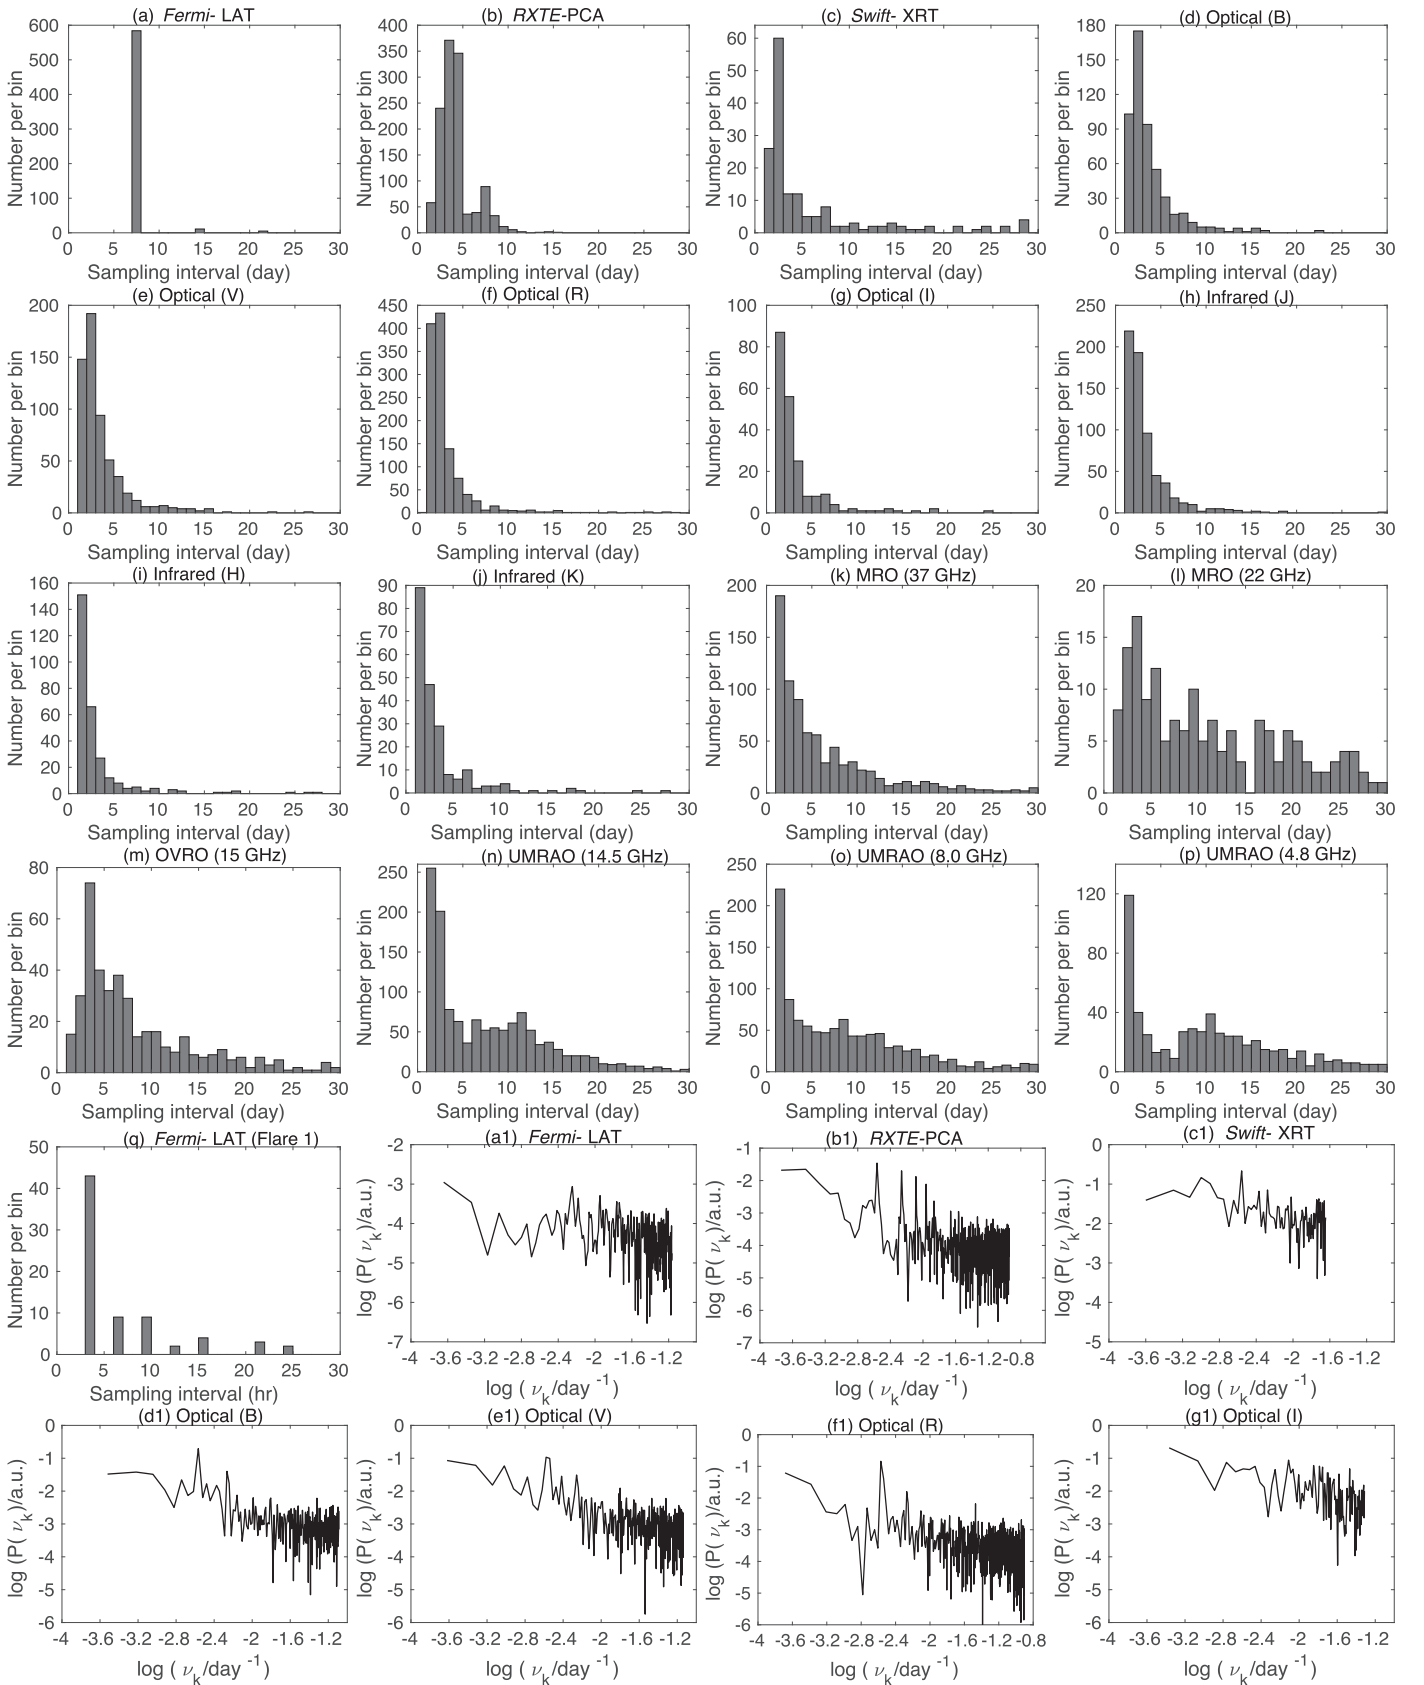 (a) Fermi- LAT
(b) RXTE-PCA
(c) Swift- XRT
(d) Optical (B)
Number per bin
0 100 200 300 400 500 600
0 5 10 15 20 25 30
Sampling interval (day)
Number per bin
0 50 100 150 200 250 300 350 400
0 5 10 15 20 25 30
Sampling interval (day)
Number per bin
0 10 20 30 40 50 60
0 5 10 15 20 25 30
Sampling interval (day)
Number per bin
0 30 60 90 120 150 180
0 5 10 15 20 25 30
Sampling interval (day)
(e) Optical (V)
(f) Optical (R)
(g) Optical (I)
(h) Infrared (J)
Number per bin
0 50 100 150 200
0 5 10 15 20 25 30
Sampling interval (day)
Number per bin
0 50 100 150 200 250 300 350 400 450
0 5 10 15 20 25 30
Sampling interval (day)
Number per bin
0 20 40 60 80 100
0 5 10 15 20 25 30
Sampling interval (day)
Number per bin
0 50 100 150 200 250
0 5 10 15 20 25 30
Sampling interval (day)
(i) Infrared (H)
(j) Infrared (K)
(k) MRO (37 GHz)
(l) MRO (22 GHz)
Number per bin
0 20 40 60 80 100 120 140 160
0 5 10 15 20 25 30
Sampling interval (day)
Number per bin
0 10 20 30 40 50 60 70 80 90
0 5 10 15 20 25 30
Sampling interval (day)
Number per bin
0 50 100 150 200
0 5 10 15 20 25 30
Sampling interval (day)
Number per bin
0 5 10 15 20
0 5 10 15 20 25 30
Sampling interval (day)
(m) OVRO (15 GHz)
(n) UMRAO (14.5 GHz)
(o) UMRAO (8.0 GHz)
(p) UMRAO (4.8 GHz)
Number per bin
0 20 40 60 80
0 5 10 15 20 25 30
Sampling interval (day)
Number per bin
0 50 100 150 200 250
0 5 10 15 20 25 30
Sampling interval (day)
Number per bin
0 50 100 150 200 250
0 5 10 15 20 25 30
Sampling interval (day)
Number per bin
0 40 80 120
0 5 10 15 20 25 30
Sampling interval (day)
(q) Fermi- LAT (Flare 1)
(a1) Fermi- LAT
(b1) RXTE-PCA
(c1) Swift- XRT
Number per bin
0 10 20 30 40 50
0 5 10 15 20 25 30
Sampling interval (hr)
log (P( νk)/a.u.)
-7 -6 -5 -4 -3 -2
-4 -3.6 -3.2 -2.8 -2.4 -2 -1.6 -1.2
log ( νk/day -1)
log (P( νk)/a.u.)
-7 -6 -5 -4 -3 -2 -1
-4 -3.6 -3.2 -2.8 -2.4 -2 -1.6 -1.2 -0.8
log ( νk/day -1)
log (P( νk)/a.u.)
-5 -4 -3 -2 -1 0
-4 -3.6 -3.2 -2.8 -2.4 -2 -1.6 -1.2
log ( νk/day -1)
(d1) Optical (B)
(e1) Optical (V)
(f1) Optical (R)
(g1) Optical (I)
log (P( νk)/a.u.)
-6 -5 -4 -3 -2 -1 0
-4 -3.6 -3.2 -2.8 -2.4 -2 -1.6 -1.2
log ( νk/day -1)
log (P( νk)/a.u.)
-6 -5 -4 -3 -2 -1 0
-4 -3.6 -3.2 -2.8 -2.4 -2 -1.6 -1.2
log ( νk/day -1)
log (P( νk)/a.u.)
-6 -5 -4 -3 -2 -1 0
-4 -3.6 -3.2 -2.8 -2.4 -2 -1.6 -1.2 -0.8
log ( νk/day -1)
log (P( νk)/a.u.)
-6 -5 -4 -3 -2 -1 0
-4 -3.6 -3.2 -2.8 -2.4 -2 -1.6 -1.2
log ( νk/day -1)